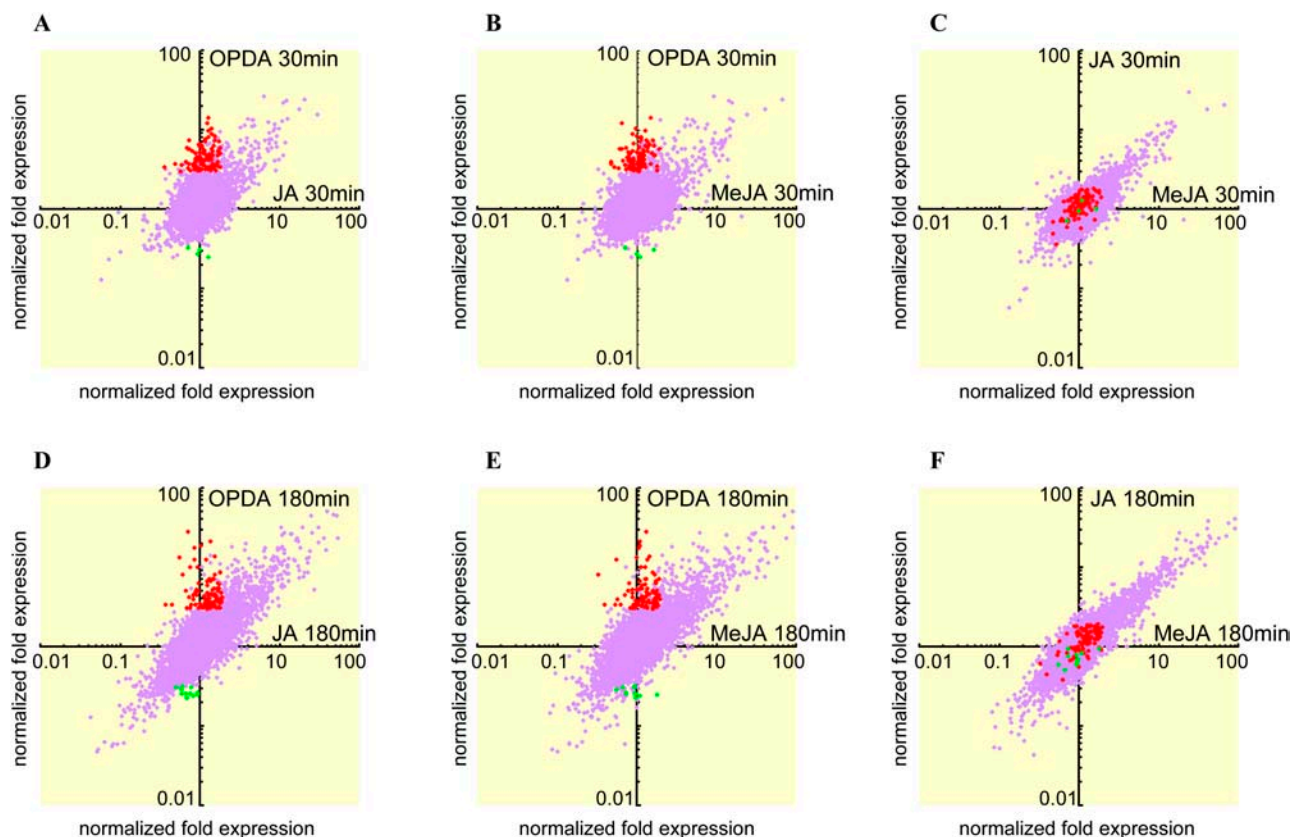 A
100
OPDA 30min
JA 30min
0.01 0.1 10 100
0.01
normalized fold expression
normalized fold expression
B
100
OPDA 30min
MeJA 30min
0.01 0.1 10 100
0.01
normalized fold expression
normalized fold expression
C
100
JA 30min
MeJA 30min
0.01 0.1 10 100
0.01
normalized fold expression
normalized fold expression
D
100
OPDA 180min
JA 180min
0.01 0.1 10 100
0.01
normalized fold expression
normalized fold expression
E
100
OPDA 180min
MeJA 180min
0.01 0.1 10 100
0.01
normalized fold expression
normalized fold expression
F
100
JA 180min
MeJA 180min
0.01 0.1 10 100
0.01
normalized fold expression
normalized fold expression